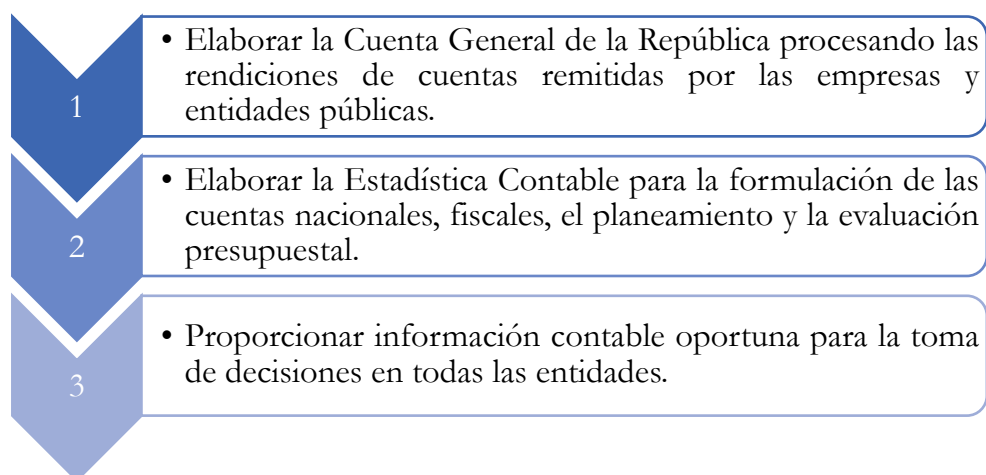 1
• Elaborar la Cuenta General de la República procesando las
rendiciones de cuentas remitidas por las empresas y
entidades públicas.
2
• Elaborar la Estadística Contable para la formulación de las
cuentas nacionales, fiscales, el planeamiento y la evaluación
presupuestal.
3
• Proporcionar información contable oportuna para la toma
de decisiones en todas las entidades.